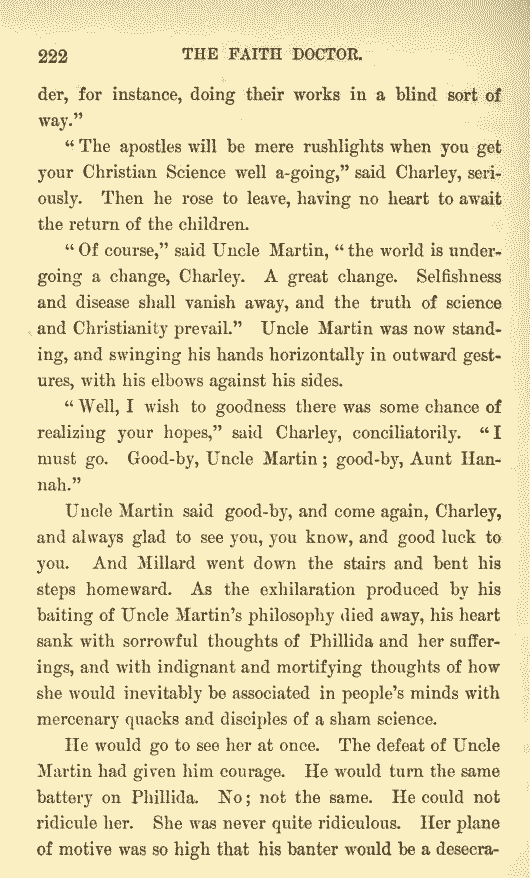 222 THE FAITH DOCTOR.
der, for instance, doing their works in a blind sort of
way.”
“ The apostles will be mere rushlights when you get
your Christian Science well a-going,” said Charley, seri-
ously. Then he rose to leave, having no heart to await
the return of the children.
“ Of course,” said Uncle Martin, “ the world is under-
going a change, Charley. A great change. Selfishness
and disease shall vanish away, and the truth of science
and Christianity prevail.” Uncle Martin was now stand-
ing, and swinging his hands horizontally in outward gest-
ures, with his elbows against his sides.
“ Well, I wish to goodness there was some chance of
realizing your hopes,” said Charley, conciliatorily. “ I
must go. Good-by, Uncle Martin ; good-by, Aunt Han-
nah.”
Uncle Martin said good-by, and come again, Charley,
and always glad to see you, you know, and good luck to
you. And Millard went down the stairs and bent his
steps homeward. As the exhilaration produced by his
baiting of Uncle Martin’s philosophy died away, his heart
sank with sorrowful thoughts of Phillida and her suffer-
ings, and with indignant and mortifying thoughts of how
she would inevitably be associated in people’s minds with
mercenary quacks and disciples of a sham science.
He would go to see her at once. The defeat of Uncle
Martin had given him courage. He would turn the same
battery on Phillida. No ; not the same. He could not
ridicule her. She was never quite ridiculous. Her plane
of motive was so high that his banter would be a desecra-